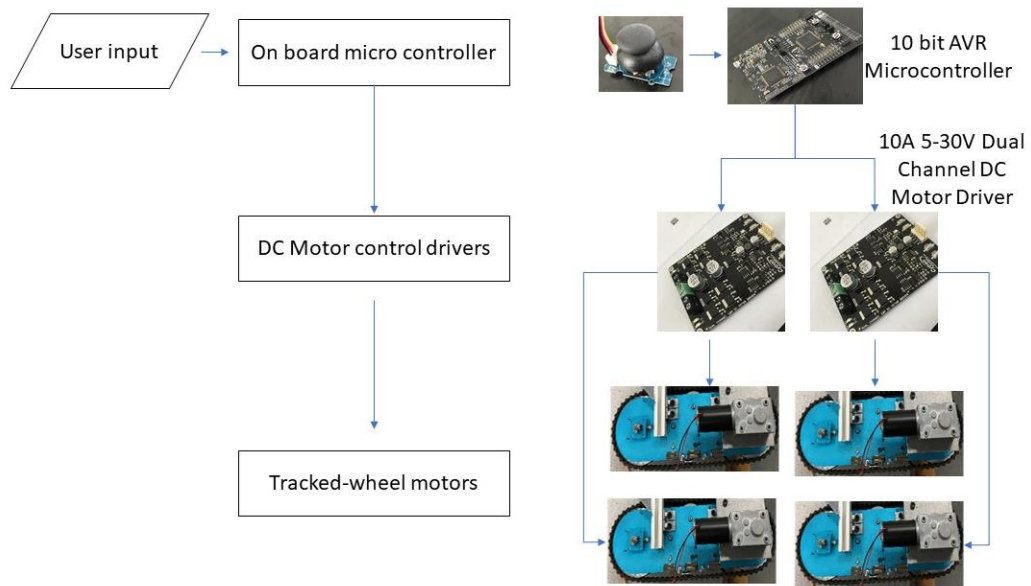 User input
On board micro controller
10 bit AVR
Microcontroller
10A 5-30V Dual
Channel DC
Motor Driver
DC Motor control drivers
Tracked-wheel motors